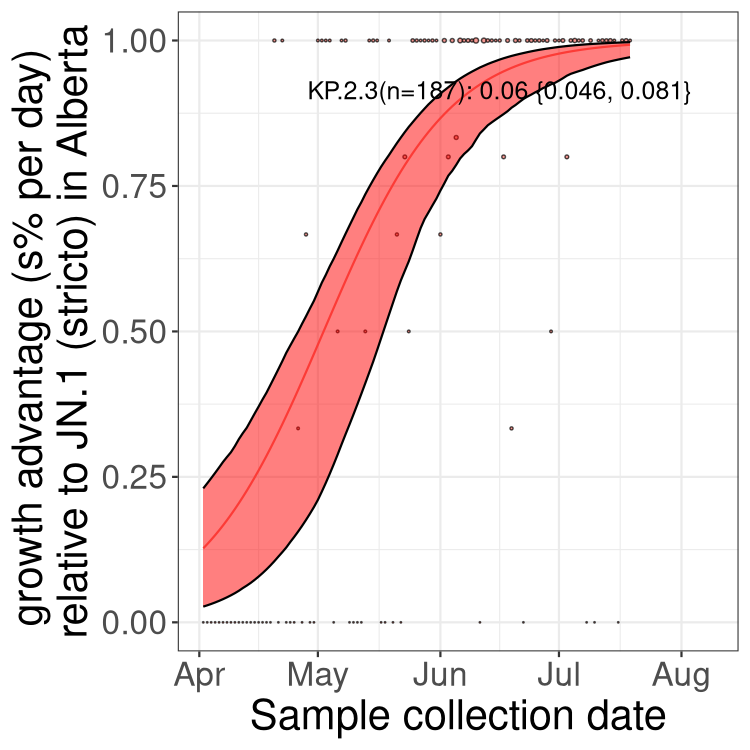 growth advantage (s% per day)
relative to JN.1 (stricto) in Alberta
1.00
0.75
0.50
0.25
0.00
KP.2.3(n=187): 0.06 {0.046, 0.081}
Apr May Jun Jul Aug
Sample collection date